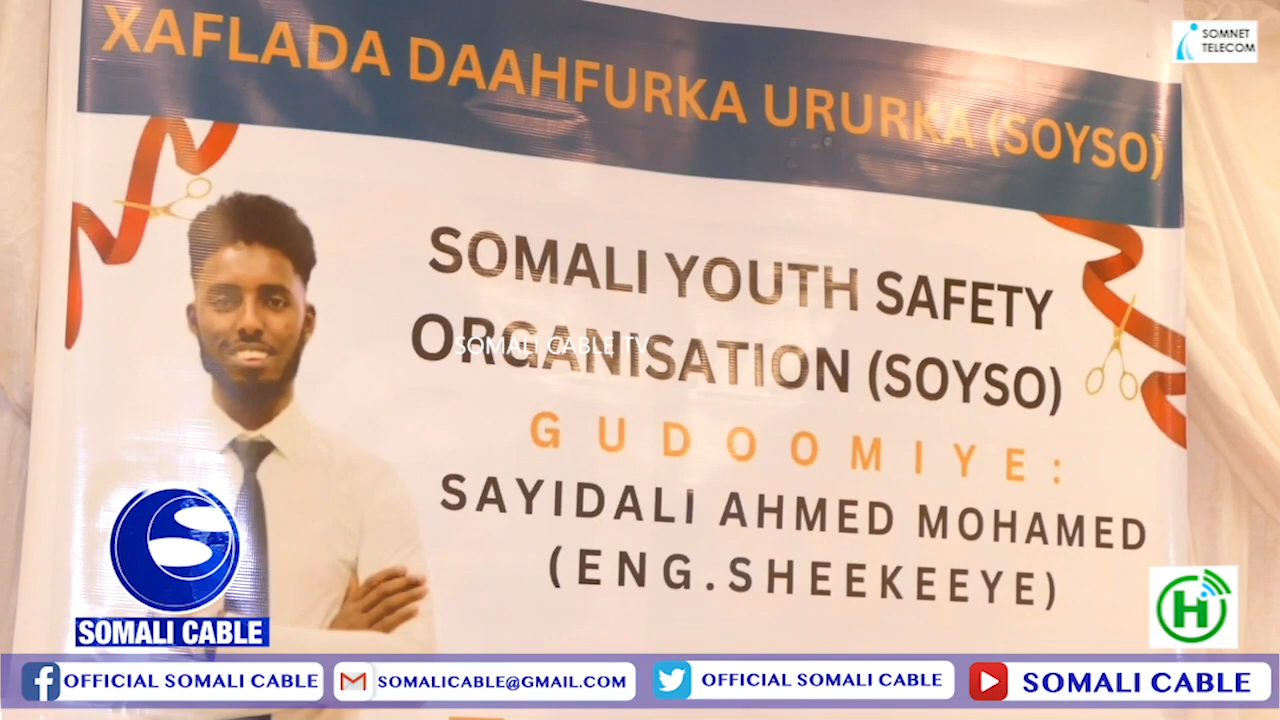 XAFLADA DAAHFURKA URURKA (SOYSO)
SOMNET
TELECOM
SOMALI YOUTH SAFETY
ORGANISATION (SOYSO)
SOMALI CABLE TV
GUDOOMIYE:
SAYIDALI AHMED MOHAMED
(ENG.SHEEKEEYE)
SOMALI CABLE
H
OFFICIAL SOMALI CABLE
SOMALICABLE@GMAIL.COM
OFFICIAL SOMALI CABLE
SOMALI CABLE